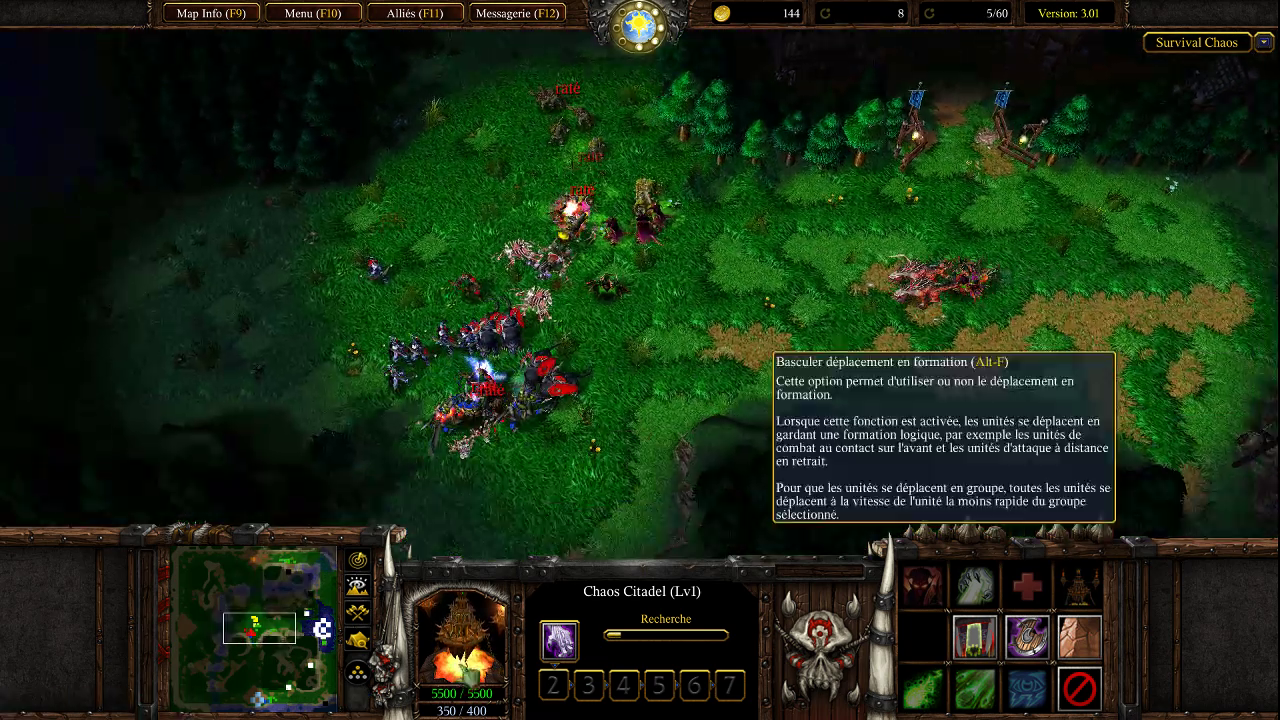 Map Info (F9)
Menu (F10)
Alliés (F11)
Messagerie (F12)
144
8
5/60
Version: 3.01
Survival Chaos
raté
raté
raté
raté
Basculer déplacement en formation (Alt-F)
Cette option permet d'utiliser ou non le déplacement en
formation.
Lorsque cette fonction est activée, les unités se déplacent en
gardant une formation logique, par exemple les unités de
combat au contact sur l'avant et les unités d'attaque à distance
en retrait.
Pour que les unités se déplacent en groupe, toutes les unités se
déplacent à la vitesse de l'unité la moins rapide du groupe
sélectionné.
Chaos Citadel (Lv1)
Recherche
2 3 4 5 6 7
5500 / 5500
350 / 400